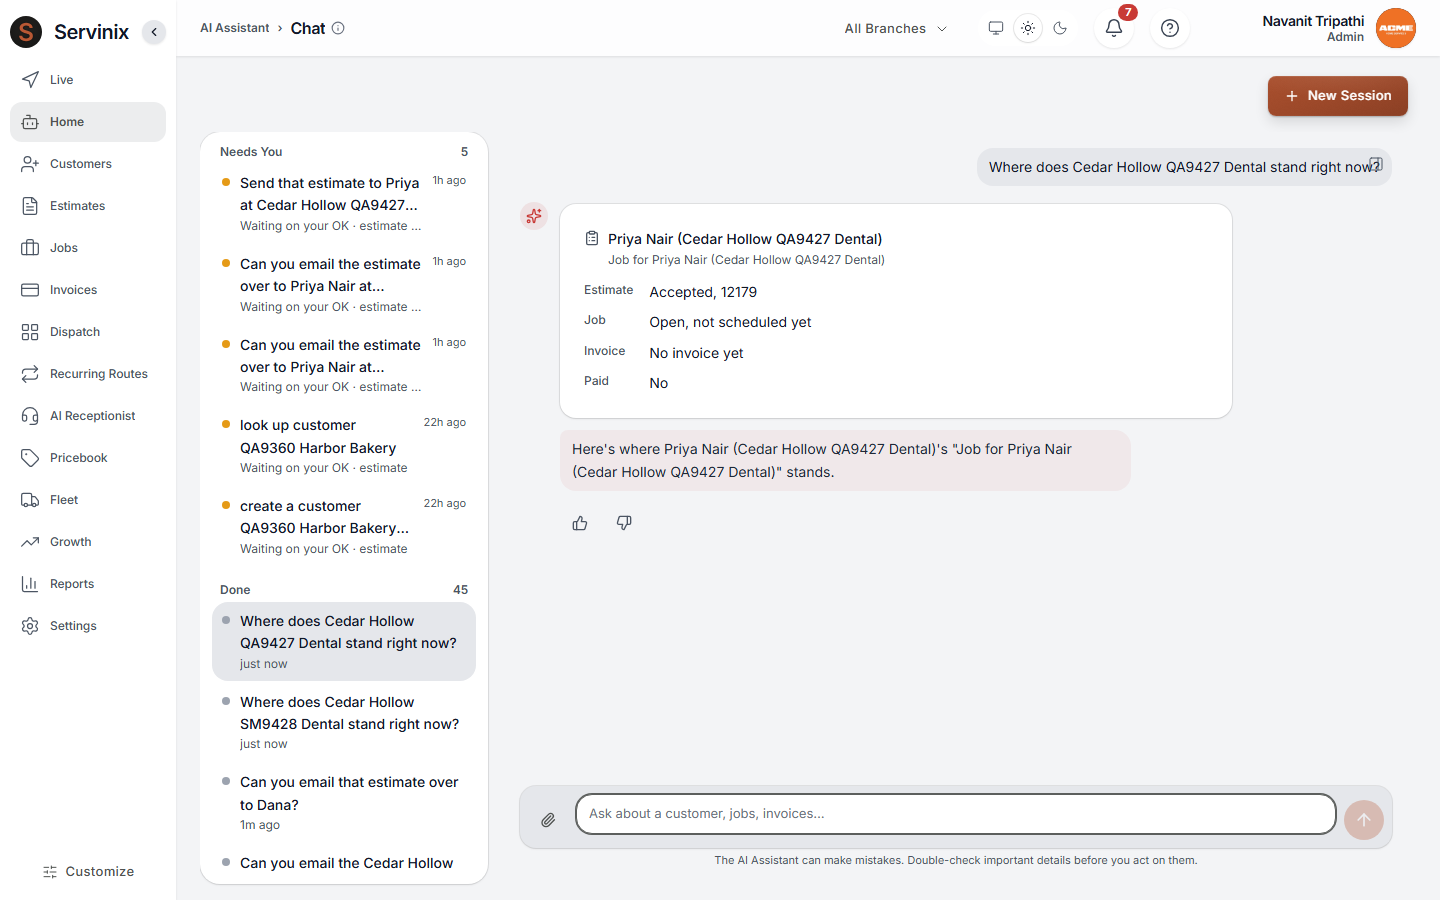 S Servinix
Live
Home
Customers
Estimates
Jobs
Invoices
Dispatch
Recurring Routes
AI Receptionist
Pricebook
Fleet
Growth
Reports
Settings
Customize
AI Assistant › Chat
All Branches
7
Navanit Tripathi
Admin
ACME
+ New Session
Needs You 5
Send that estimate to Priya 1h ago
at Cedar Hollow QA9427...
Waiting on your OK · estimate ...
Can you email the estimate 1h ago
over to Priya Nair at...
Waiting on your OK · estimate ...
Can you email the estimate 1h ago
over to Priya Nair at...
Waiting on your OK · estimate ...
look up customer 22h ago
QA9360 Harbor Bakery
Waiting on your OK · estimate
create a customer 22h ago
QA9360 Harbor Bakery...
Waiting on your OK · estimate
Done 45
Where does Cedar Hollow
QA9427 Dental stand right now?
just now
Where does Cedar Hollow
SM9428 Dental stand right now?
just now
Can you email that estimate over
to Dana?
1m ago
Can you email the Cedar Hollow
Where does Cedar Hollow QA9427 Dental stand right now?
Priya Nair (Cedar Hollow QA9427 Dental)
Job for Priya Nair (Cedar Hollow QA9427 Dental)
Estimate Accepted, 12179
Job Open, not scheduled yet
Invoice No invoice yet
Paid No
Here's where Priya Nair (Cedar Hollow QA9427 Dental)'s "Job for Priya Nair
(Cedar Hollow QA9427 Dental)" stands.
Ask about a customer, jobs, invoices...
The AI Assistant can make mistakes. Double-check important details before you act on them.